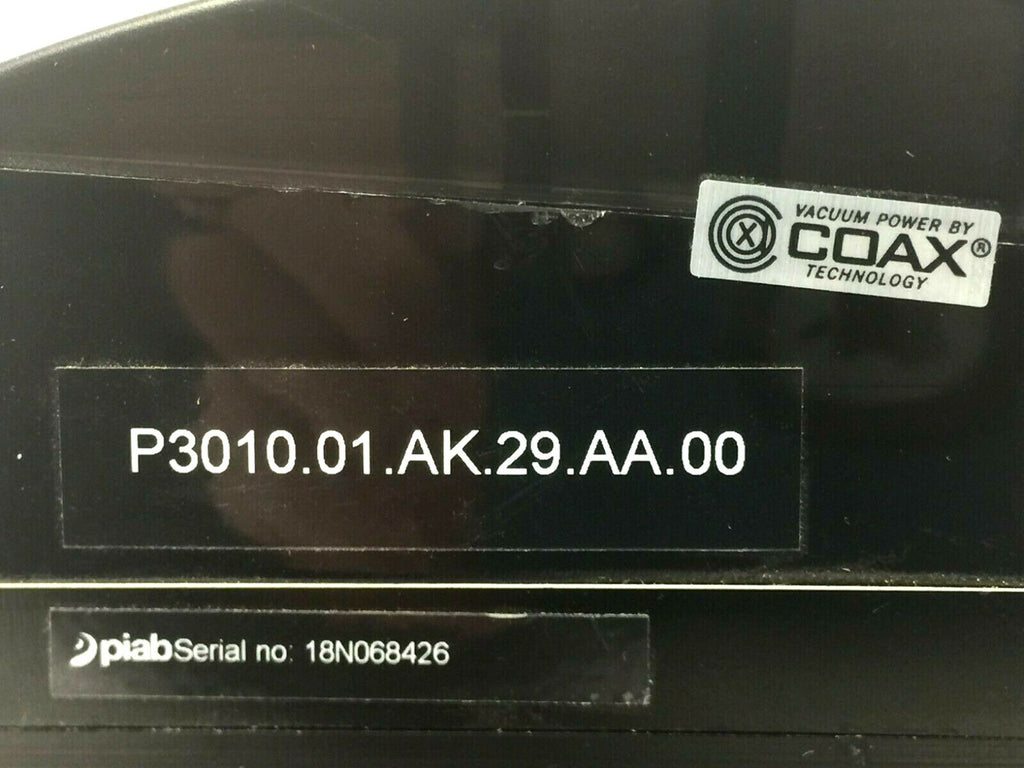 VACUUM POWER BY
COAX®
TECHNOLOGY
P3010.01.AK.29.AA.00
piab Serial no: 18N068426